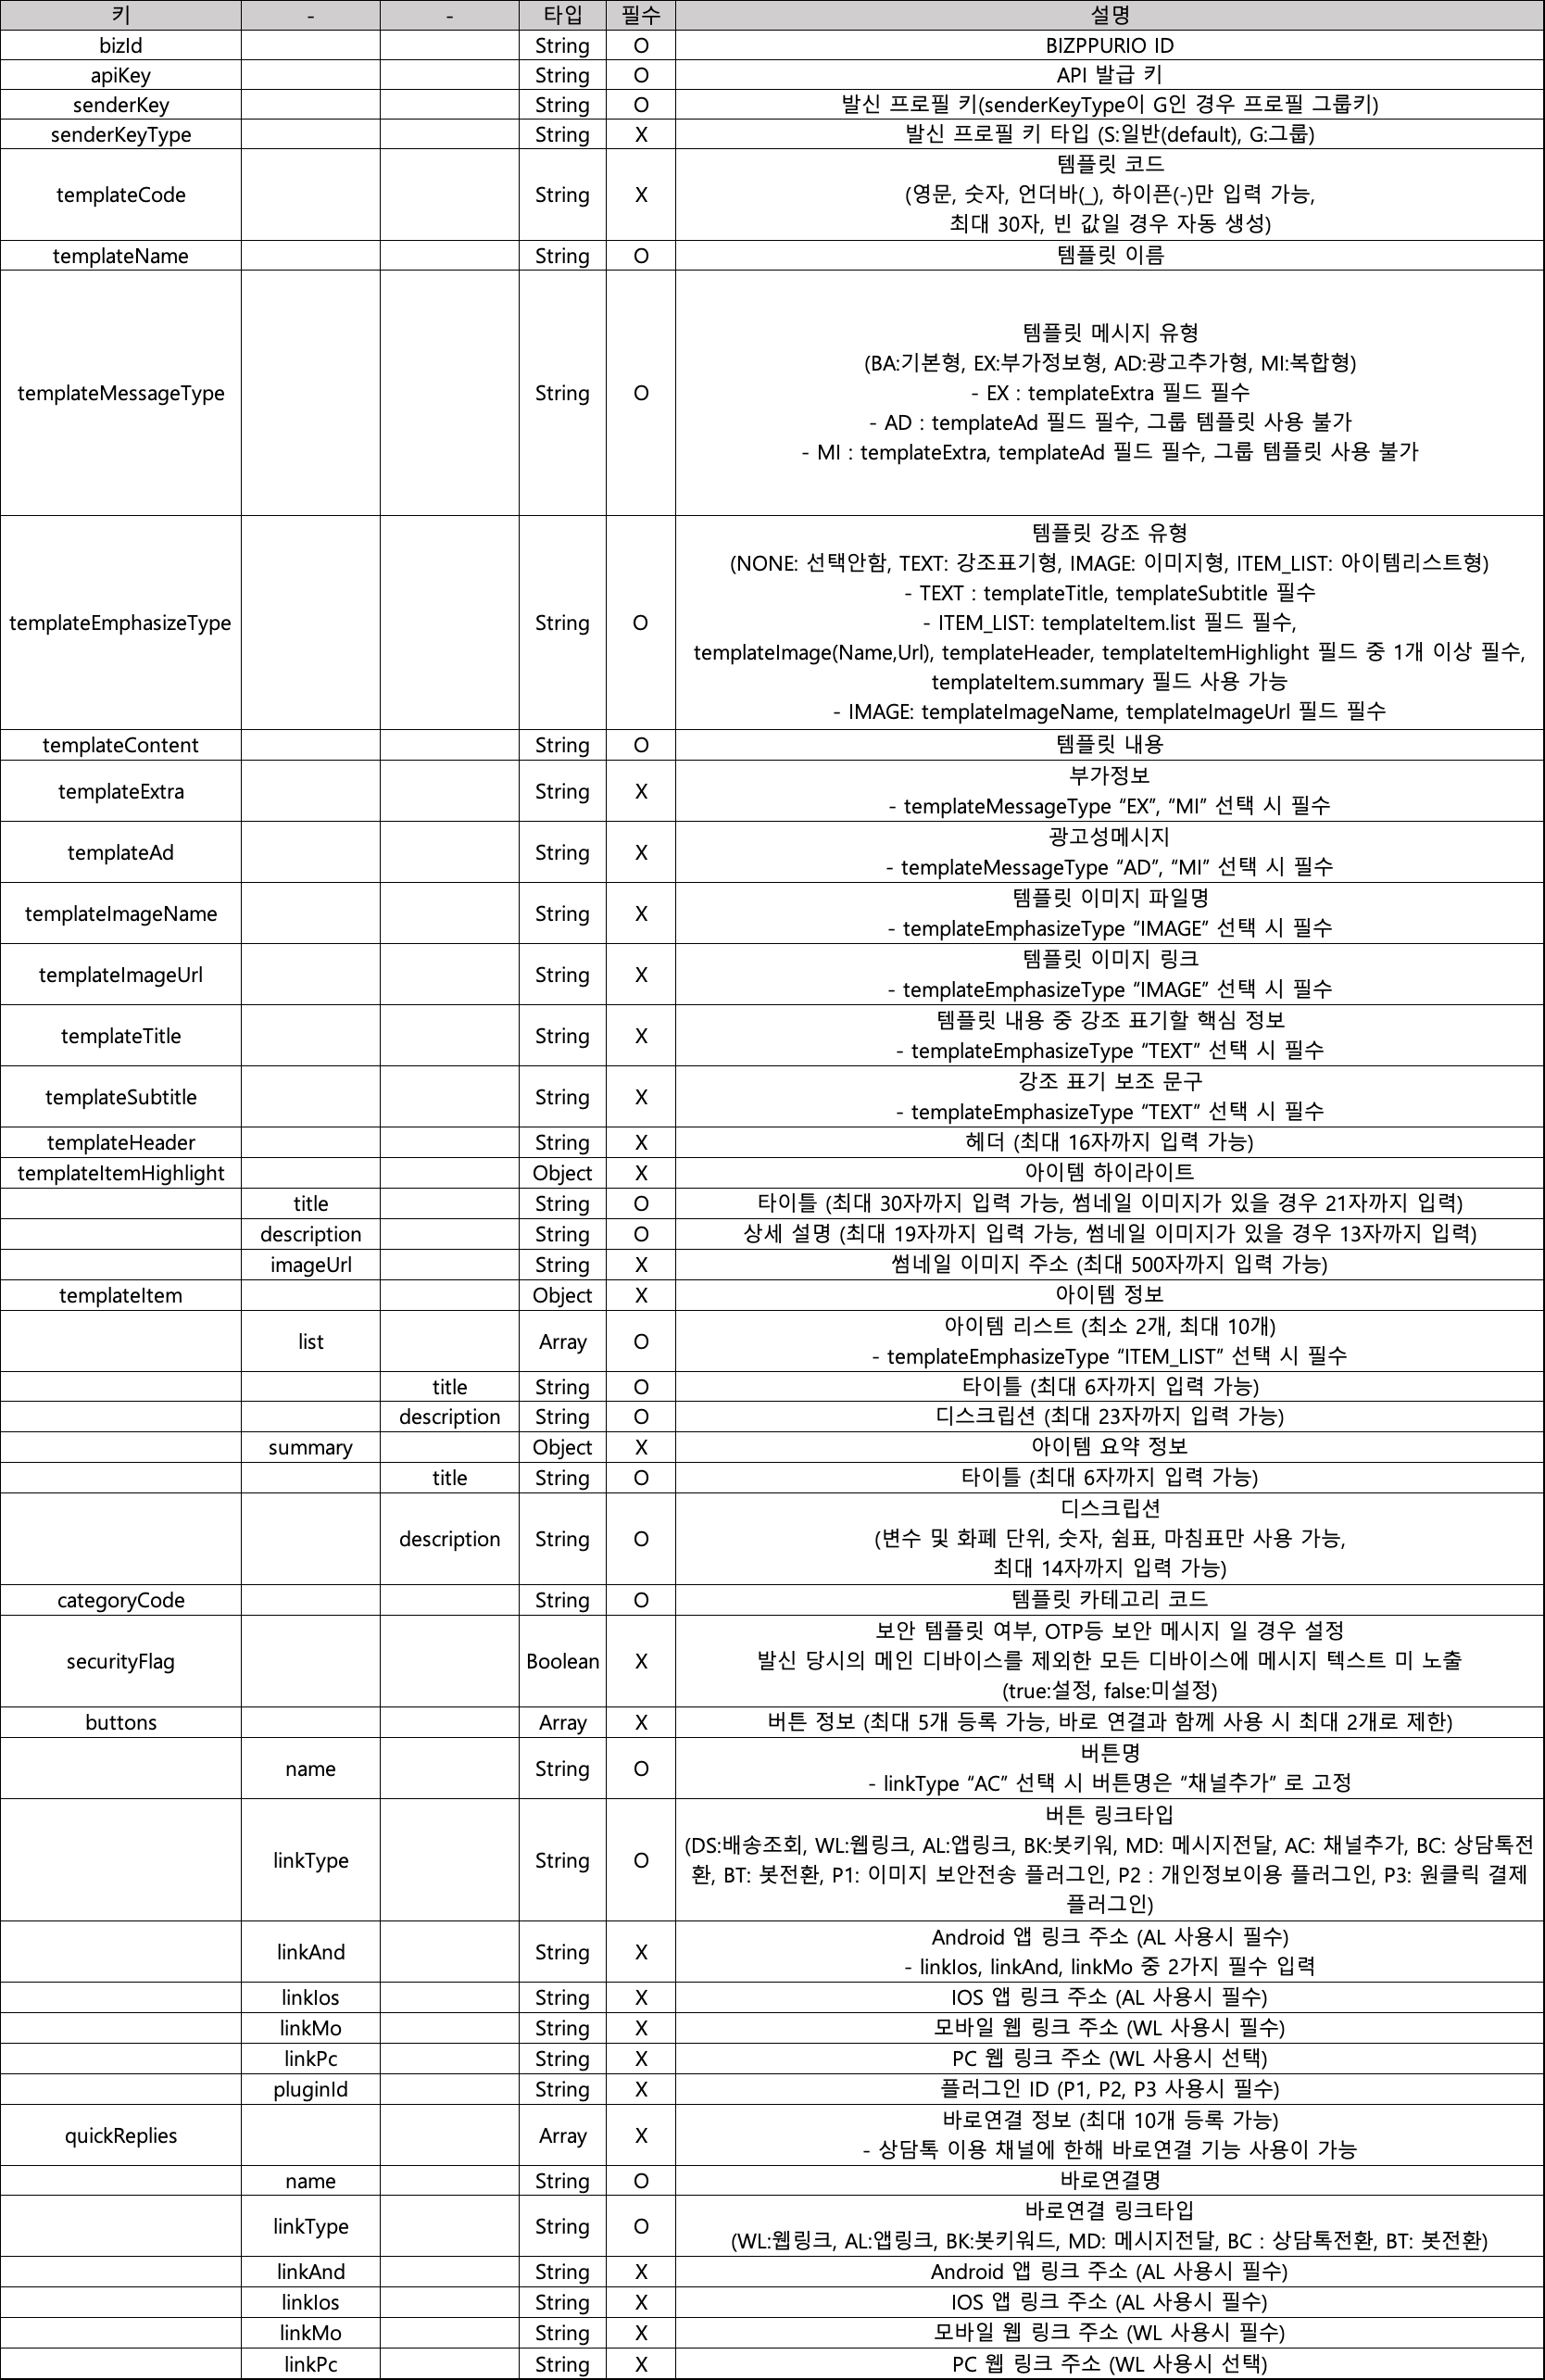 키 - - 타입 필수 설명
bizId String O BIZPPURIO ID
apiKey String O API 발급 키
senderKey String O 발신 프로필 키(senderKeyType이 G인 경우 프로필 그룹키)
senderKeyType String X 발신 프로필 키 타입 (S:일반(default), G:그룹)
템플릿 코드
templateCode String X (영문, 숫자, 언더바(_), 하이픈(-)만 입력 가능,
최대 30자, 빈 값일 경우 자동 생성)
templateName String O 템플릿 이름
템플릿 메시지 유형
(BA:기본형, EX:부가정보형, AD:광고추가형, MI:복합형)
templateMessageType String O - EX : templateExtra 필드 필수
- AD : templateAd 필드 필수, 그룹 템플릿 사용 불가
- MI : templateExtra, templateAd 필드 필수, 그룹 템플릿 사용 불가
템플릿 강조 유형
(NONE: 선택안함, TEXT: 강조표기형, IMAGE: 이미지형, ITEM_LIST: 아이템리스트형)
- TEXT : templateTitle, templateSubtitle 필수
templateEmphasizeType String O - ITEM_LIST: templateItem.list 필드 필수,
templateImage(Name,Url), templateHeader, templateItemHighlight 필드 중 1개 이상 필수,
templateItem.summary 필드 사용 가능
- IMAGE: templateImageName, templateImageUrl 필드 필수
templateContent String O 템플릿 내용
templateExtra String X 부가정보
- templateMessageType “EX”, “MI” 선택 시 필수
templateAd String X 광고성메시지
- templateMessageType “AD”, “MI” 선택 시 필수
templateImageName String X 템플릿 이미지 파일명
- templateEmphasizeType “IMAGE” 선택 시 필수
templateImageUrl String X 템플릿 이미지 링크
- templateEmphasizeType “IMAGE” 선택 시 필수
templateTitle String X 템플릿 내용 중 강조 표기할 핵심 정보
- templateEmphasizeType “TEXT” 선택 시 필수
templateSubtitle String X 강조 표기 보조 문구
- templateEmphasizeType “TEXT” 선택 시 필수
templateHeader String X 헤더 (최대 16자까지 입력 가능)
templateItemHighlight Object X 아이템 하이라이트
title String O 타이틀 (최대 30자까지 입력 가능, 썸네일 이미지가 있을 경우 21자까지 입력)
description String O 상세 설명 (최대 19자까지 입력 가능, 썸네일 이미지가 있을 경우 13자까지 입력)
imageUrl String X 썸네일 이미지 주소 (최대 500자까지 입력 가능)
templateItem Object X 아이템 정보
list Array O 아이템 리스트 (최소 2개, 최대 10개)
- templateEmphasizeType “ITEM_LIST” 선택 시 필수
title String O 타이틀 (최대 6자까지 입력 가능)
description String O 디스크립션 (최대 23자까지 입력 가능)
summary Object X 아이템 요약 정보
title String O 타이틀 (최대 6자까지 입력 가능)
디스크립션
description String O (변수 및 화폐 단위, 숫자, 쉼표, 마침표만 사용 가능,
최대 14자까지 입력 가능)
categoryCode String O 템플릿 카테고리 코드
보안 템플릿 여부, OTP등 보안 메시지 일 경우 설정
securityFlag Boolean X 발신 당시의 메인 디바이스를 제외한 모든 디바이스에 메시지 텍스트 미 노출
(true:설정, false:미설정)
buttons Array X 버튼 정보 (최대 5개 등록 가능, 바로 연결과 함께 사용 시 최대 2개로 제한)
name String O 버튼명
- linkType “AC” 선택 시 버튼명은 “채널추가” 로 고정
버튼 링크타입
(DS:배송조회, WL:웹링크, AL:앱링크, BK:봇키워, MD: 메시지전달, AC: 채널추가, BC: 상담톡전
linkType String O 환, BT: 봇전환, P1: 이미지 보안전송 플러그인, P2 : 개인정보이용 플러그인, P3: 원클릭 결제
플러그인)
linkAnd String X Android 앱 링크 주소 (AL 사용시 필수)
- linkIos, linkAnd, linkMo 중 2가지 필수 입력
linkIos String X IOS 앱 링크 주소 (AL 사용시 필수)
linkMo String X 모바일 웹 링크 주소 (WL 사용시 필수)
linkPc String X PC 웹 링크 주소 (WL 사용시 선택)
pluginId String X 플러그인 ID (P1, P2, P3 사용시 필수)
quickReplies Array X 바로연결 정보 (최대 10개 등록 가능)
- 상담톡 이용 채널에 한해 바로연결 기능 사용이 가능
name String O 바로연결명
linkType String O 바로연결 링크타입
(WL:웹링크, AL:앱링크, BK:봇키워드, MD: 메시지전달, BC : 상담톡전환, BT: 봇전환)
linkAnd String X Android 앱 링크 주소 (AL 사용시 필수)
linkIos String X IOS 앱 링크 주소 (AL 사용시 필수)
linkMo String X 모바일 웹 링크 주소 (WL 사용시 필수)
linkPc String X PC 웹 링크 주소 (WL 사용시 선택)